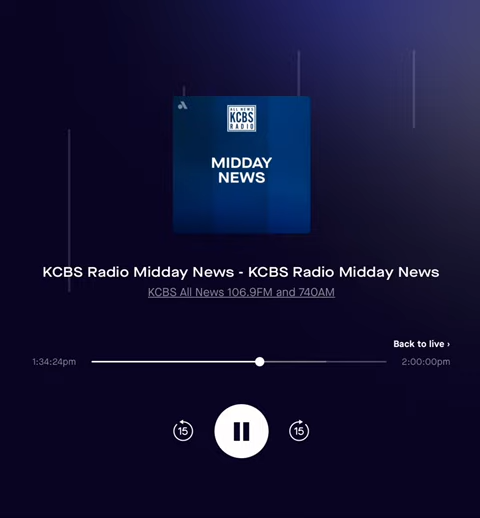 ALL NEWS
KCBS
RADIO
MIDDAY
NEWS
KCBS Radio Midday News - KCBS Radio Midday News
KCBS All News 106.9FM and 740AM
Back to live ›
1:34:24pm 2:00:00pm
15 15